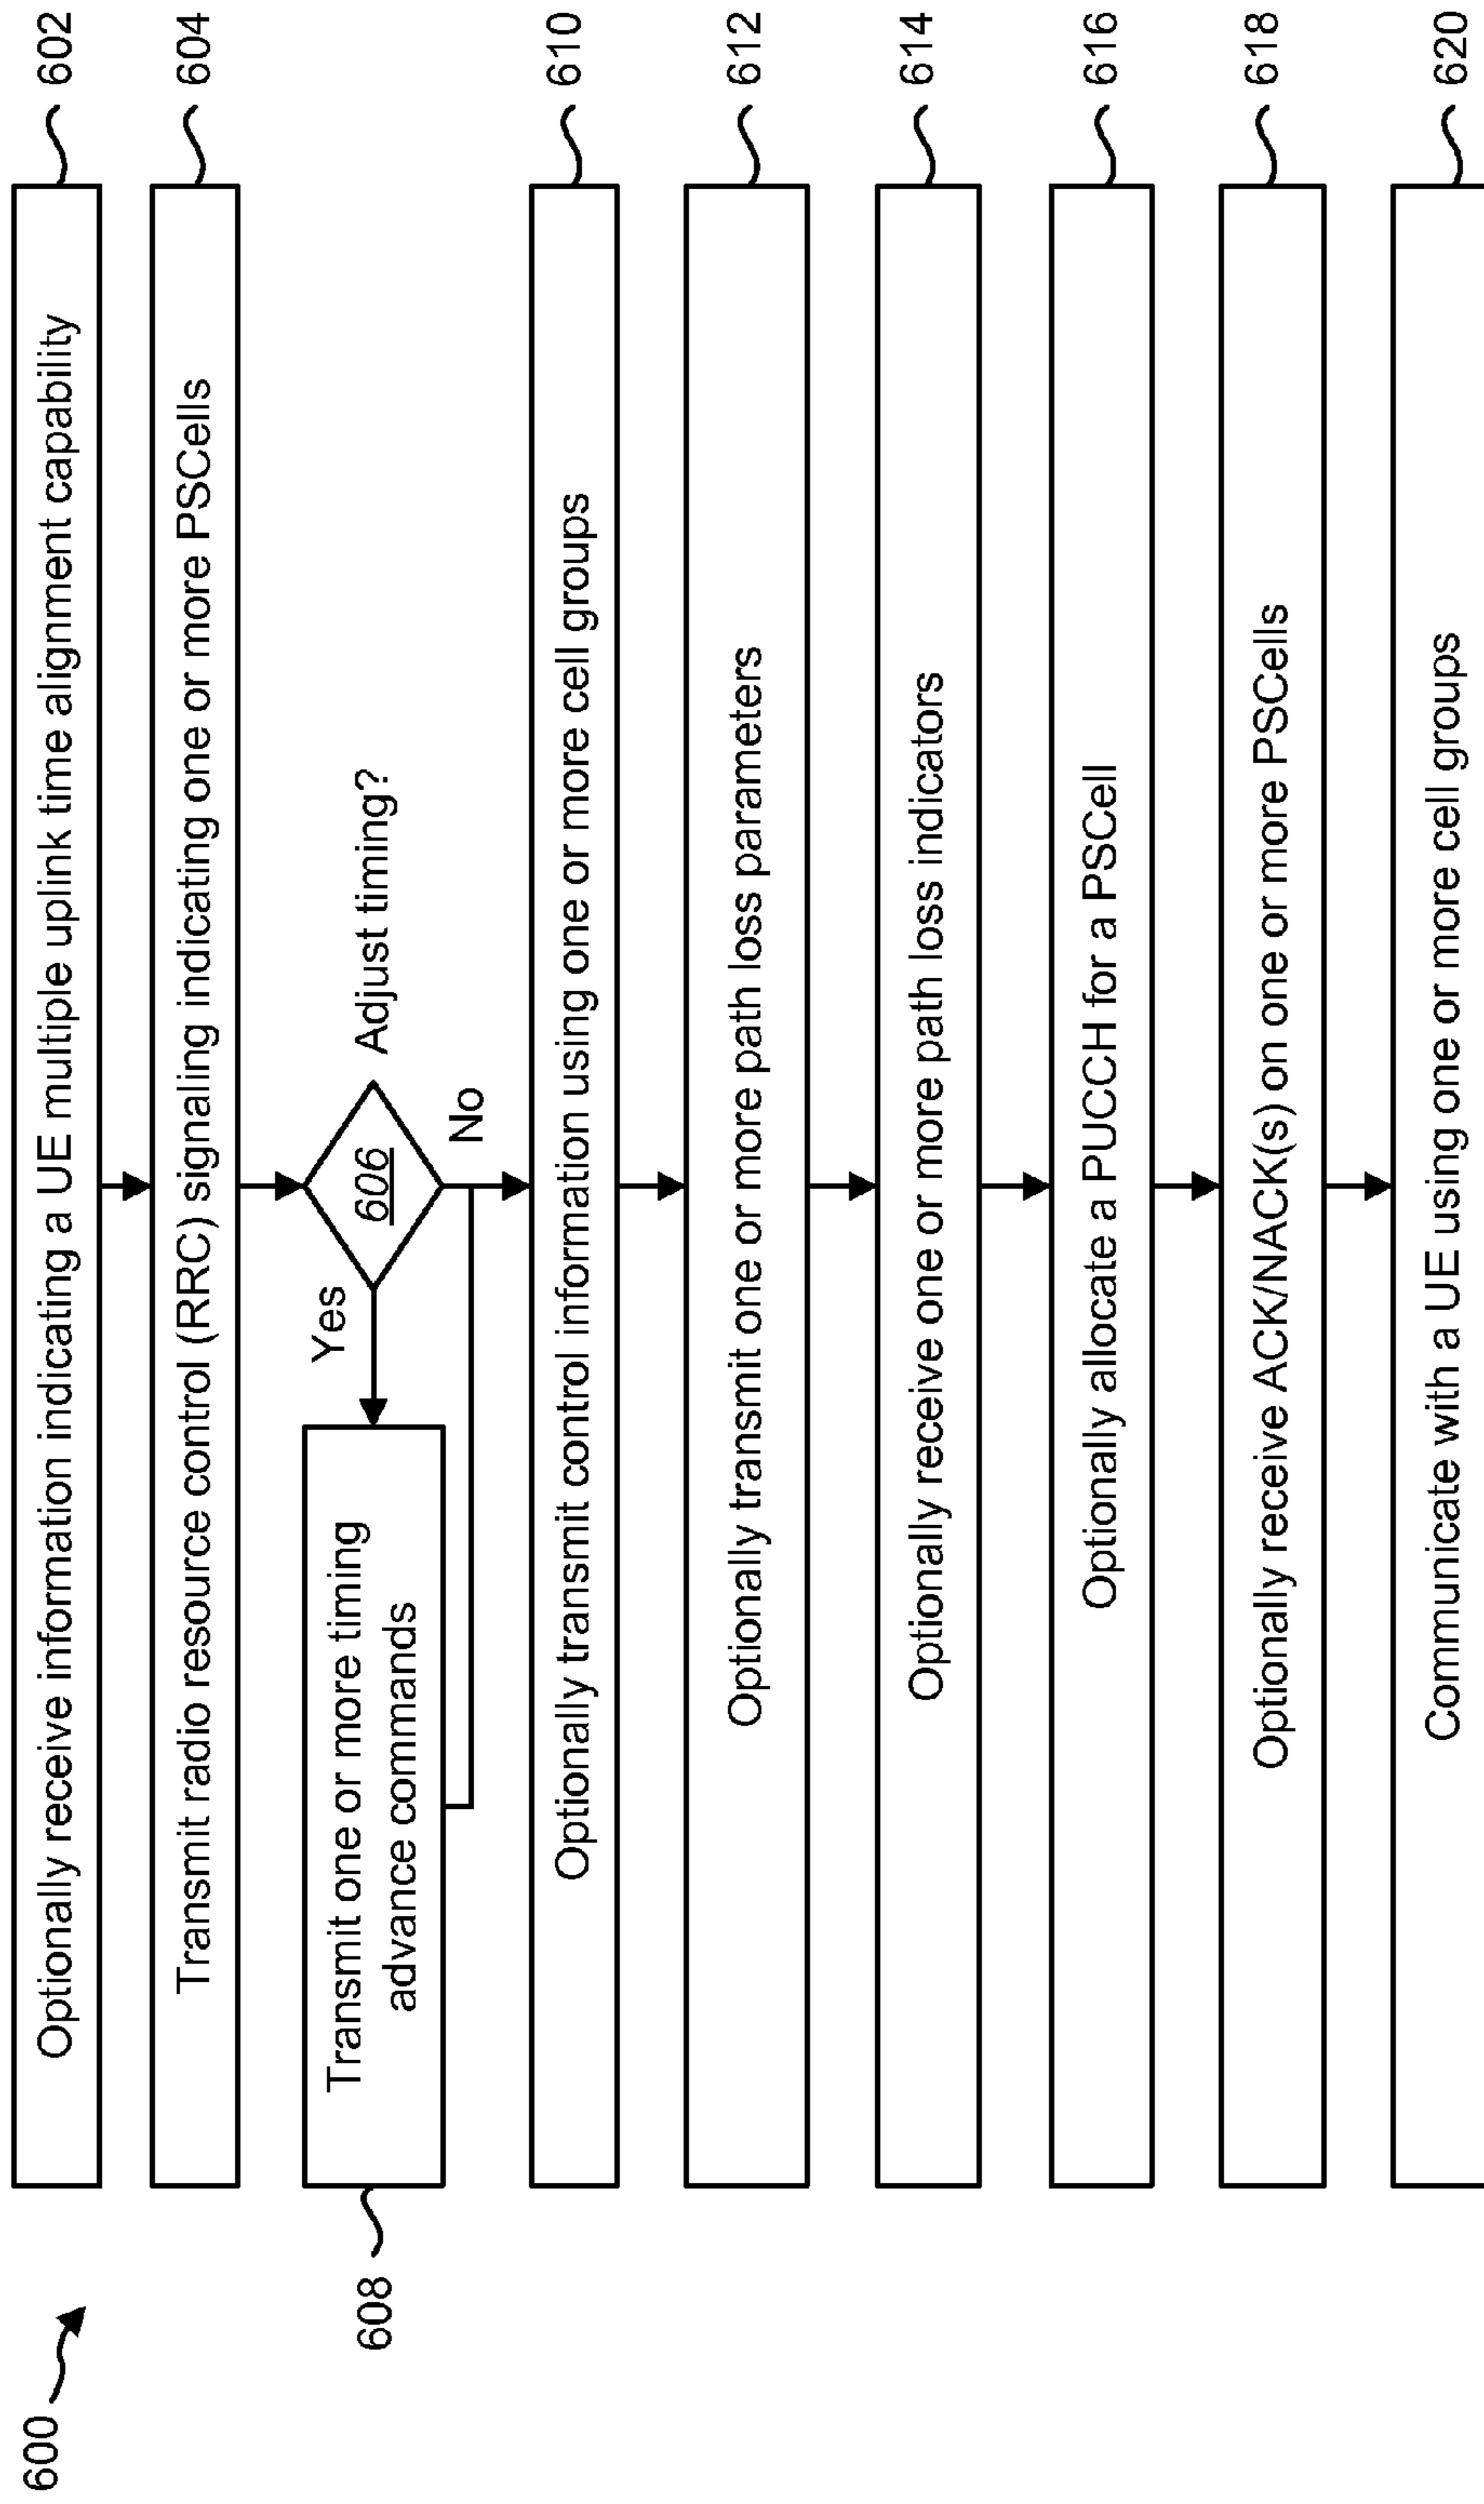 600
Optionally receive information indicating a UE multiple uplink time alignment capability
602
Transmit radio resource control (RRC) signaling indicating one or more PSCells
604
606
Adjust timing?
Yes
No
608
Transmit one or more timing
advance commands
Optionally transmit control information using one or more cell groups
610
Optionally transmit one or more path loss parameters
612
Optionally receive one or more path loss indicators
614
Optionally allocate a PUCCH for a PSCell
616
Optionally receive ACK/NACK(s) on one or more PSCells
618
Communicate with a UE using one or more cell groups
620